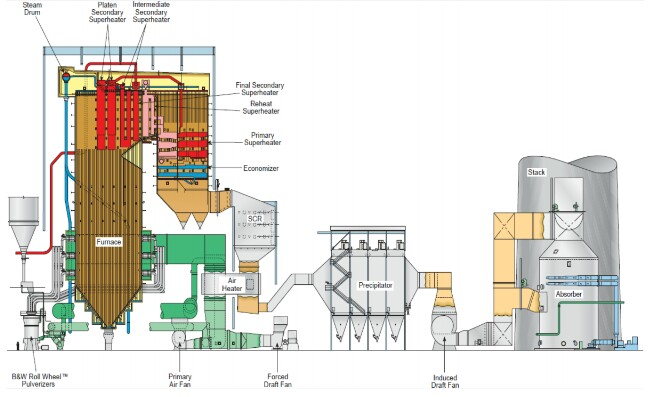 Steam
Drum
Platen
Secondary
Superheater
Intermediate
Secondary
Superheater
Final Secondary
Superheater
Reheat
Superheater
Primary
Superheater
Economizer
Stack
SCR
Furnace
Air
Heater
Precipitator
Absorber
B&W Roll Wheel™
Pulverizers
Primary
Air Fan
Forced
Draft Fan
Induced
Draft Fan